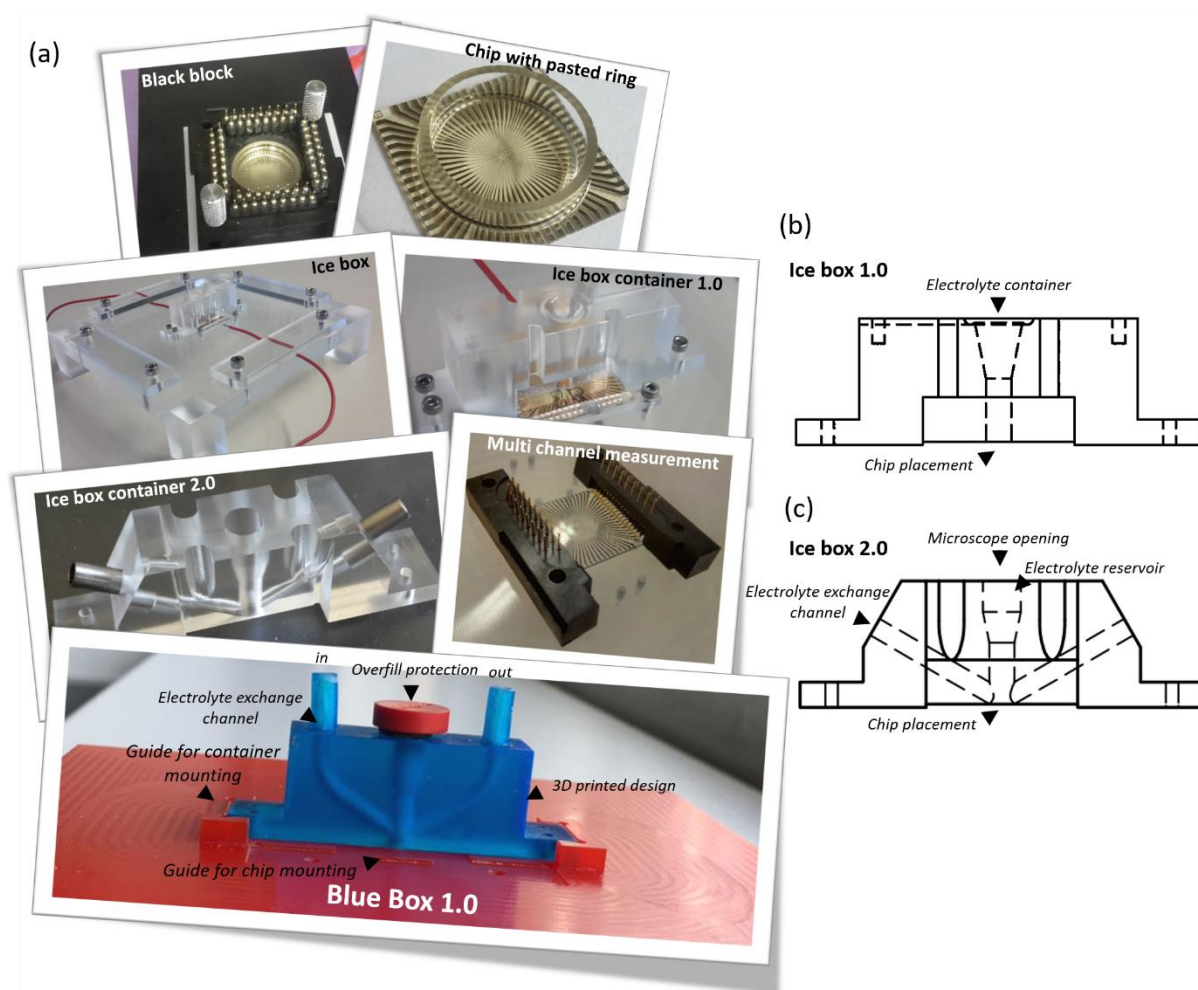 (a)
Black block
Chip with pasted ring
Ice box
Ice box container 1.0
Ice box container 2.0
Multi channel measurement
in
Overfill protection
out
Electrolyte exchange
channel
Guide for container
mounting
3D printed design
Guide for chip mounting
Blue Box 1.0
(b)
Ice box 1.0
Electrolyte container
Chip placement
(c)
Ice box 2.0
Microscope opening
Electrolyte reservoir
Electrolyte exchange
channel
Chip placement